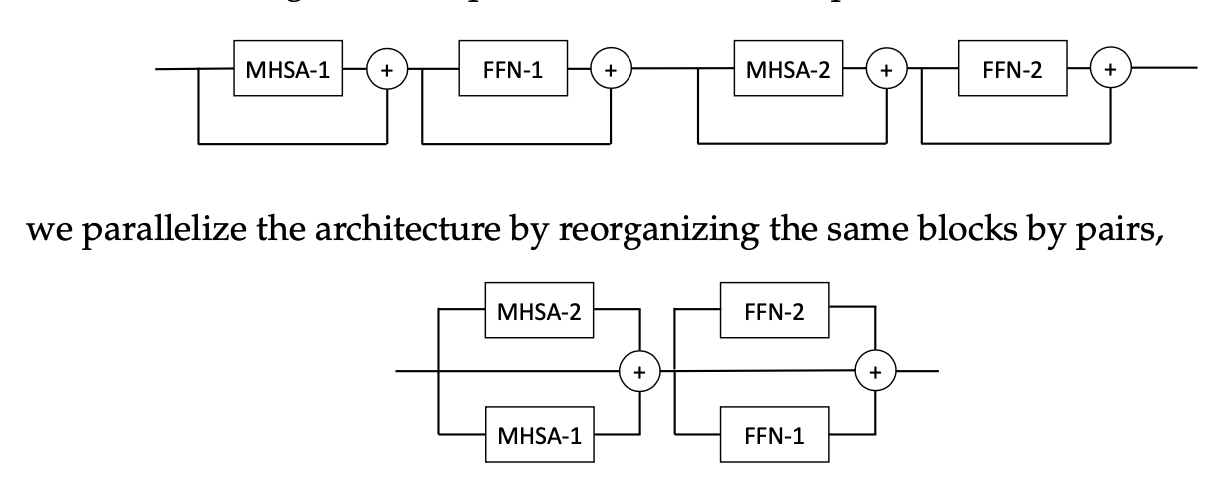 MHSA-1 + FFN-1 + MHSA-2 + FFN-2 +
we parallelize the architecture by reorganizing the same blocks by pairs,
MHSA-2 FFN-2
+ +
MHSA-1 FFN-1